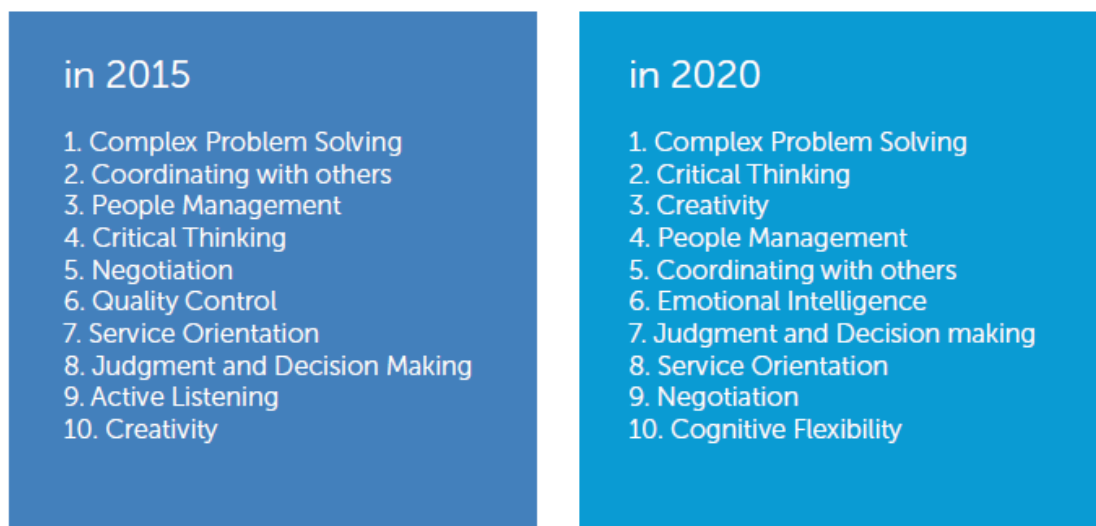 in 2015
1. Complex Problem Solving
2. Coordinating with others
3. People Management
4. Critical Thinking
5. Negotiation
6. Quality Control
7. Service Orientation
8. Judgment and Decision Making
9. Active Listening
10. Creativity
in 2020
1. Complex Problem Solving
2. Critical Thinking
3. Creativity
4. People Management
5. Coordinating with others
6. Emotional Intelligence
7. Judgment and Decision making
8. Service Orientation
9. Negotiation
10. Cognitive Flexibility